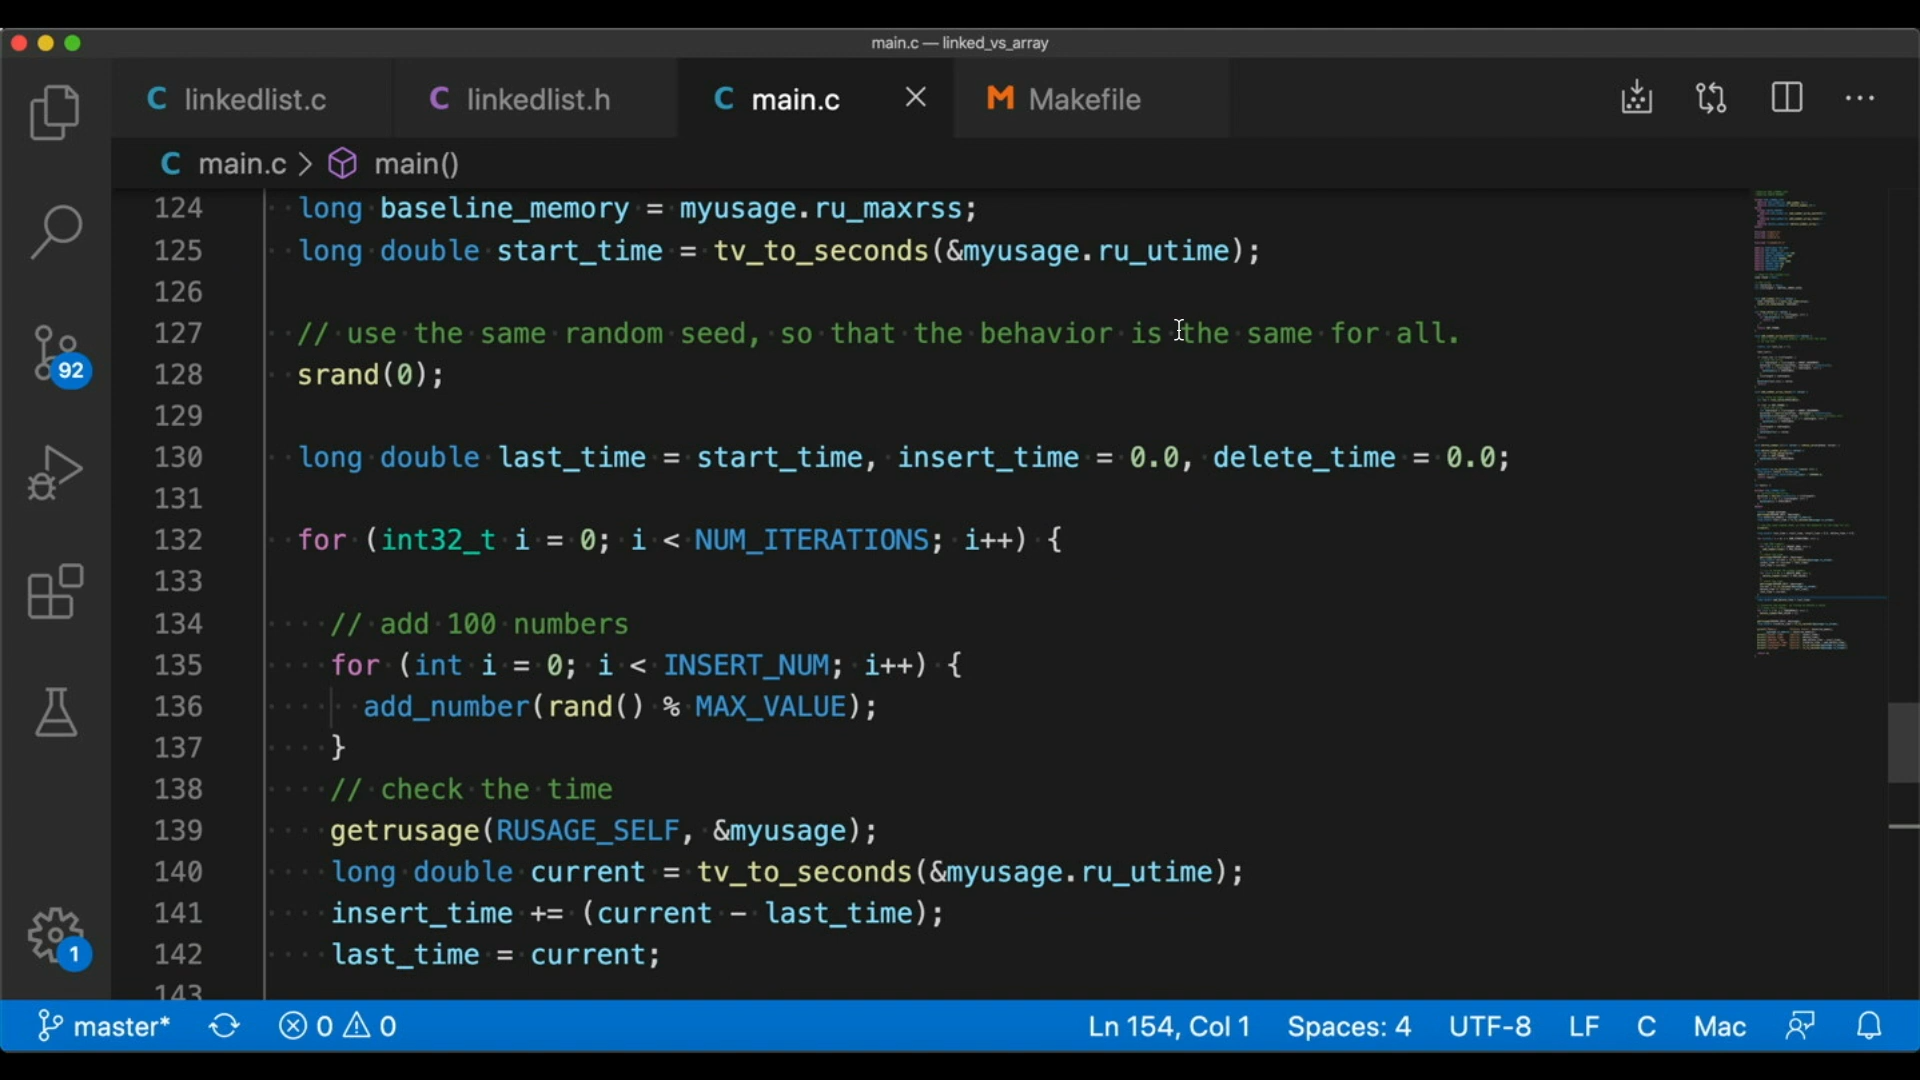 main.c — linked_vs_array
C linkedlist.c C linkedlist.h C main.c M Makefile
C main.c > main()
124 long baseline_memory = myusage.ru_maxrss;
125 long double start_time = tv_to_seconds(&myusage.ru_utime);
126
127 // use the same random seed, so that the behavior is the same for all.
128 srand(0);
129
130 long double last_time = start_time, insert_time = 0.0, delete_time = 0.0;
131
132 for (int32_t i = 0; i < NUM_ITERATIONS; i++) {
133
134 // add 100 numbers
135 for (int i = 0; i < INSERT_NUM; i++) {
136 add_number(rand() % MAX_VALUE);
137 }
138 // check the time
139 getrusage(RUSAGE_SELF, &myusage);
140 long double current = tv_to_seconds(&myusage.ru_utime);
141 insert_time += (current - last_time);
142 last_time = current;
143
92
1
master* 0 0 Ln 154, Col 1 Spaces: 4 UTF-8 LF C Mac